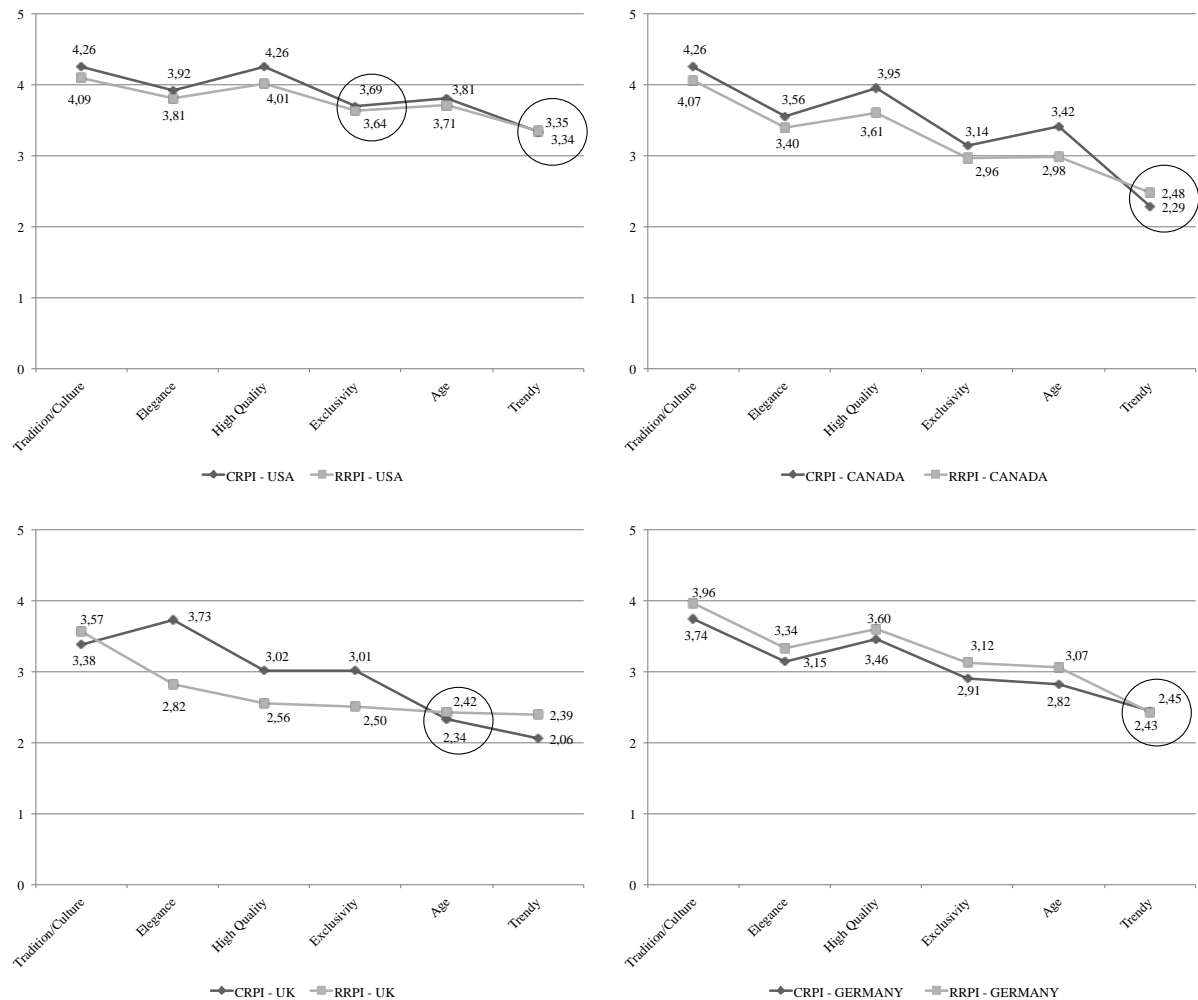 5
4
3
2
1
0
4,26
3,92
4,26
3,69
3,81
3,35
4,09
3,81
4,01
3,64
3,71
3,34
Tradition/Culture
Elegance
High Quality
Exclusivity
Age
Trendy
CRPI - USA
RRPI - USA
5
4
3
2
1
0
4,26
3,56
3,95
3,14
3,42
2,48
4,07
3,40
3,61
2,96
2,98
2,29
Tradition/Culture
Elegance
High Quality
Exclusivity
Age
Trendy
CRPI - CANADA
RRPI - CANADA
5
4
3
2
1
0
3,57
3,73
3,02
3,01
2,42
2,39
3,38
2,82
2,56
2,50
2,34
2,06
Tradition/Culture
Elegance
High Quality
Exclusivity
Age
Trendy
CRPI - UK
RRPI - UK
5
4
3
2
1
0
3,96
3,34
3,60
3,12
3,07
2,45
3,74
3,15
3,46
2,91
2,82
2,43
Tradition/Culture
Elegance
High Quality
Exclusivity
Age
Trendy
CRPI - GERMANY
RRPI - GERMANY